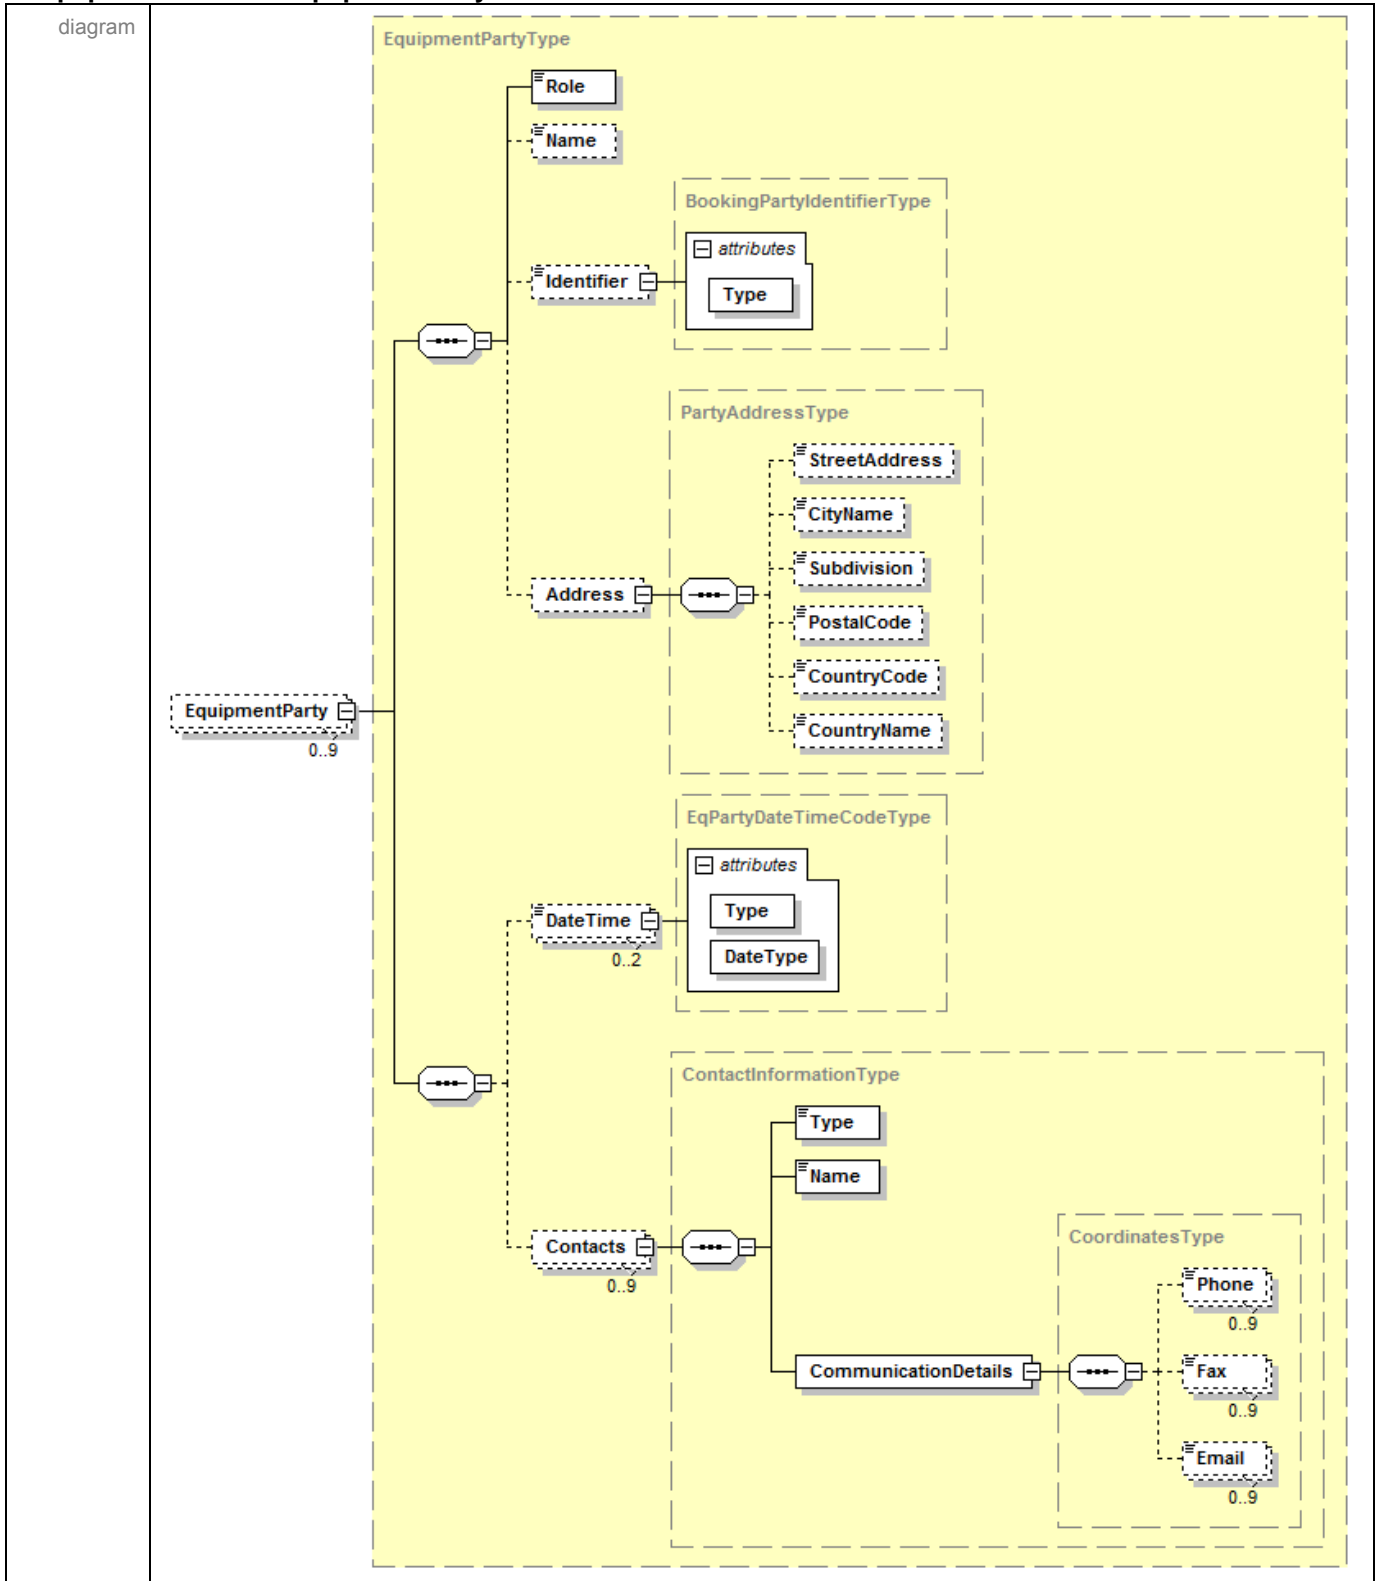 diagram
EquipmentPartyType
Role
Name
BookingPartyIdentifierType
attributes
Identifier
Type
PartyAddressType
StreetAddress
CityName
Subdivision
Address
PostalCode
CountryCode
EquipmentParty
CountryName
0..9
EqPartyDateTimeCodeType
attributes
DateTime
Type
0..2
DateType
ContactInformationType
Type
Name
Contacts
0..9
CoordinatesType
Phone
0..9
CommunicationDetails
Fax
0..9
Email
0..9